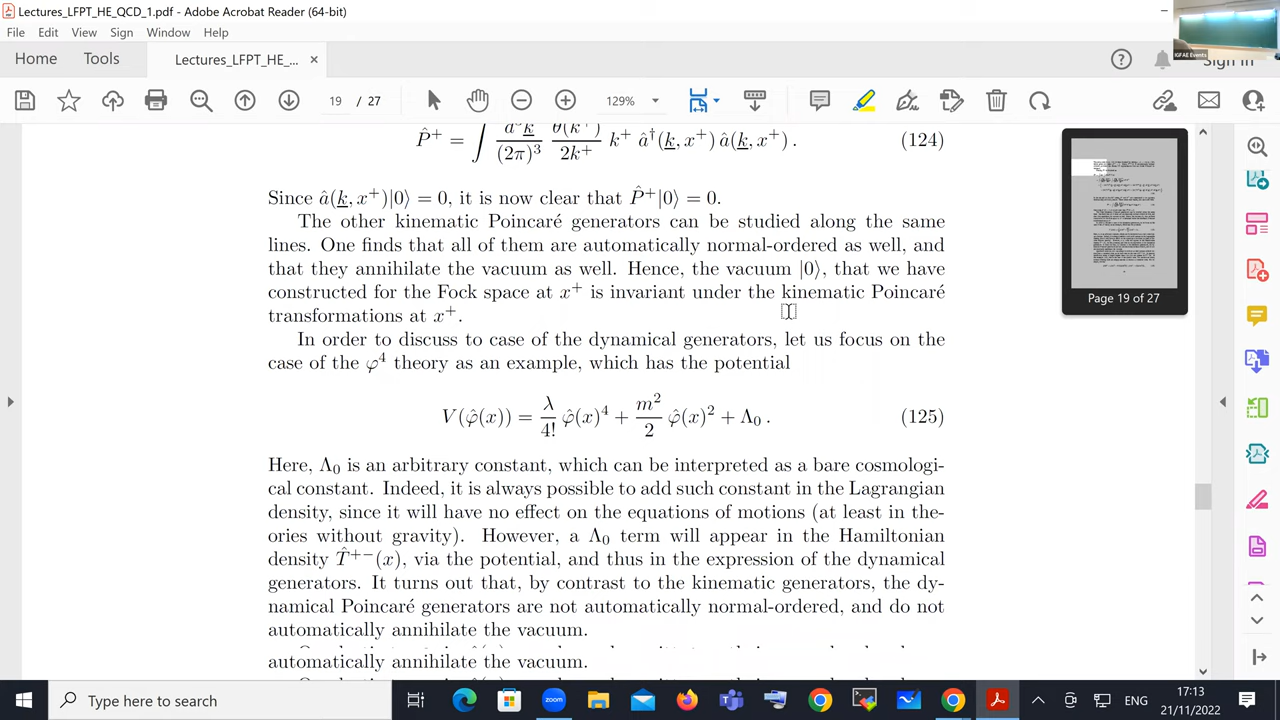 Lectures_LFPT_HE_QCD_1.pdf - Adobe Acrobat Reader (64-bit)
File Edit View Sign Window Help
Home Tools Lectures_LFPT_HE_... ×
Sign In
IGFAE Events
19 / 27 129%
P̂⁺ = ∫ d³k̲/(2π)³ θ(k⁺)/2k⁺ k⁺ â†(k̲, x⁺) â(k̲, x⁺) . (124)
Since â(k̲, x⁺)|0⟩ = 0, it is now clear that P̂⁺|0⟩ = 0.
The other kinematic Poincaré generators can be studied along the same
lines. One finds that all of them are automatically normal-ordered as well, and
that they annihilate the vacuum as well. Hence, the vacuum |0⟩, that we have
constructed for the Fock space at x⁺ is invariant under the kinematic Poincaré
transformations at x⁺.
In order to discuss to case of the dynamical generators, let us focus on the
case of the φ⁴ theory as an example, which has the potential
V(φ̂(x)) = λ/4! φ̂(x)⁴ + m²/2 φ̂(x)² + Λ₀ . (125)
Here, Λ₀ is an arbitrary constant, which can be interpreted as a bare cosmologi-
cal constant. Indeed, it is always possible to add such constant in the Lagrangian
density, since it will have no effect on the equations of motions (at least in the-
ories without gravity). However, a Λ₀ term will appear in the Hamiltonian
density T̂⁺⁻(x), via the potential, and thus in the expression of the dynamical
generators. It turns out that, by contrast to the kinematic generators, the dy-
namical Poincaré generators are not automatically normal-ordered, and do not
automatically annihilate the vacuum.
automatically annihilate the vacuum.
Page 19 of 27
Type here to search
zoom
ENG
17:13
21/11/2022